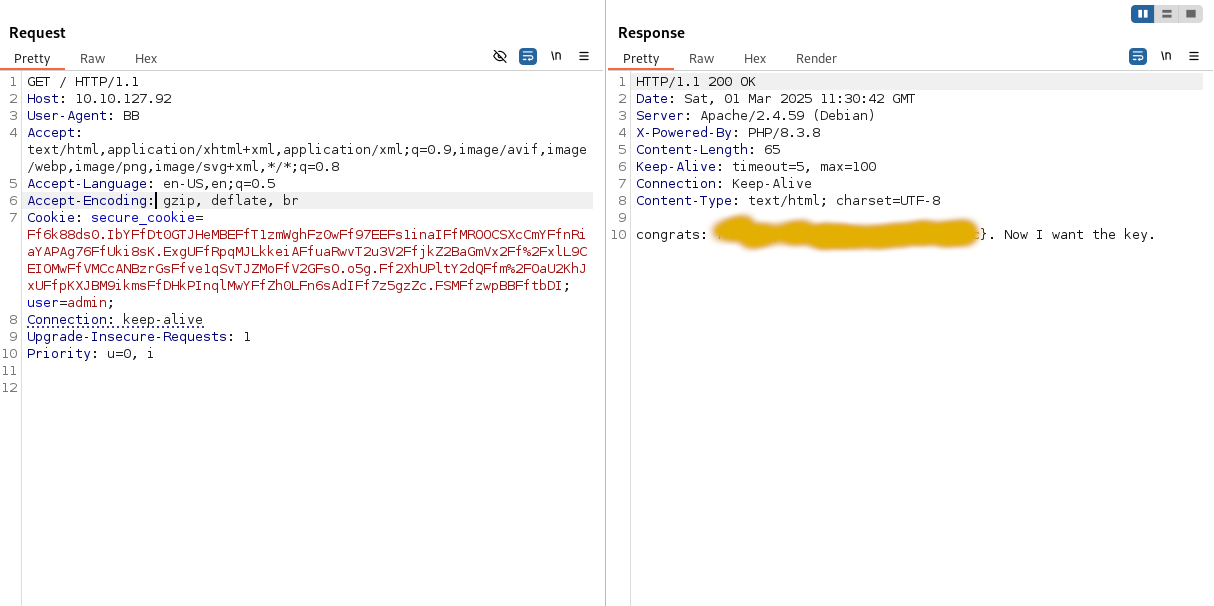 Request
Pretty Raw Hex
\n
1 GET / HTTP/1.1
2 Host: 10.10.127.92
3 User-Agent: BB
4 Accept:
text/html,application/xhtml+xml,application/xml;q=0.9,image/avif,image
/webp,image/png,image/svg+xml,*/*;q=0.8
5 Accept-Language: en-US,en;q=0.5
6 Accept-Encoding: gzip, deflate, br
7 Cookie: secure_cookie=
Ff6k88ds0.IbYFfDtOGTJHeMBEFfT1zmWghFzOwFf97EEFs1inaIFfMROOCSXcCmYFfnRi
aYAPAg76FfUki8sK.ExgUFfRpqMJLkkeiAFfuaRwvT2u3V2FfjkZ2BaGmVx2Ff%2FxlL9C
EIOMwFfVMCcANBzrGsFfve1qSvTJZMoFfV2GFsO.o5g.Ff2XhUPltY2dQFfm%2FOaU2KhJ
xUFfpKXJBM9ikmsFfDHkPInqlMwYFfZhOLFn6sAdIFf7z5gzZc.FSMFfzwpBBFftbDI;
user=admin;
8 Connection: keep-alive
9 Upgrade-Insecure-Requests: 1
10 Priority: u=0, i
11
12
Response
Pretty Raw Hex Render
\n
1 HTTP/1.1 200 OK
2 Date: Sat, 01 Mar 2025 11:30:42 GMT
3 Server: Apache/2.4.59 (Debian)
4 X-Powered-By: PHP/8.3.8
5 Content-Length: 65
6 Keep-Alive: timeout=5, max=100
7 Connection: Keep-Alive
8 Content-Type: text/html; charset=UTF-8
9
10 congrats: }. Now I want the key.